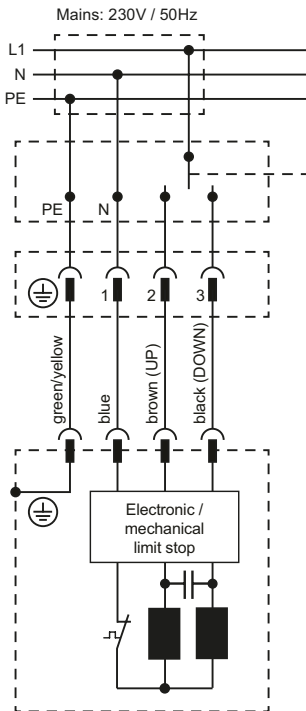 Mains: 230V / 50Hz
L1
N
PE
PE
N
1
2
3
green/yellow
blue
brown (UP)
black (DOWN)
Electronic /
mechanical
limit stop